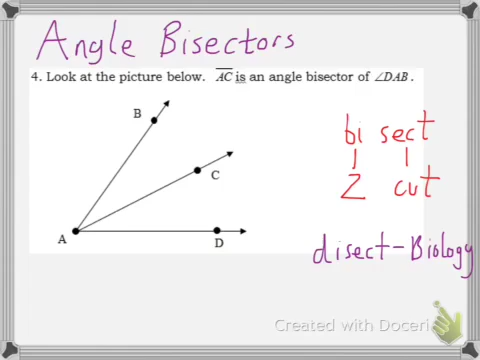 Angle Bisectors
4. Look at the picture below. AC is an angle bisector of ∠DAB.
B
bi sect
C
2 cut
A
D
disect - Biology
Created with Doceri